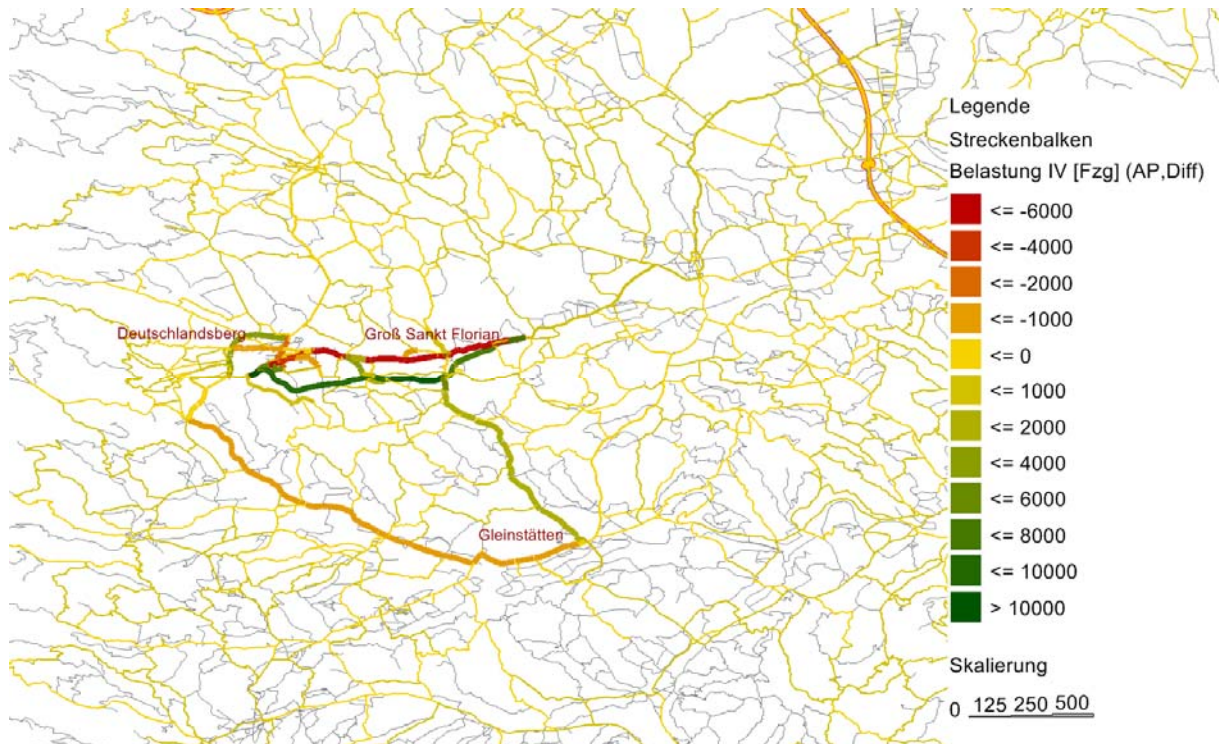 Deutschlandsberg
Groß Sankt Florian
Gleinstätten
Legende
Streckenbalken
Belastung IV [Fzg] (AP,Diff)
<= -6000
<= -4000
<= -2000
<= -1000
<= 0
<= 1000
<= 2000
<= 4000
<= 6000
<= 8000
<= 10000
> 10000
Skalierung
0 125 250 500